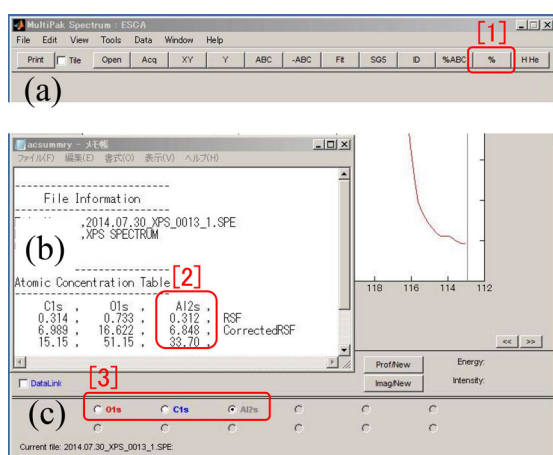 MultiPak Spectrum : ESCA
[1]
File Edit View Tools Data Window Help
Print Tile Open Acq XY Y ABC -ABC Fit SG5 ID %ABC % H He
(a)
acsummry - メモ帳
ファイル(F) 編集(E) 書式(O) 表示(V) ヘルプ(H)
File Information
,2014.07.30_XPS_0013_1.SPE
,XPS SPECTRUM
(b)
[2]
Atomic Concentration Table
C1s , O1s , Al2s ,
0.314 , 0.733 , 0.312 , RSF
6.989 , 16.622 , 6.848 , CorrectedRSF
15.15 , 51.15 , 33.70 ,
118 116 114 112
<< >>
Prof/New Energy:
Imag/New Intensity:
DataLink
[3]
(c)
O1s C1s Al2s
Current file: 2014.07.30_XPS_0013_1.SPE: